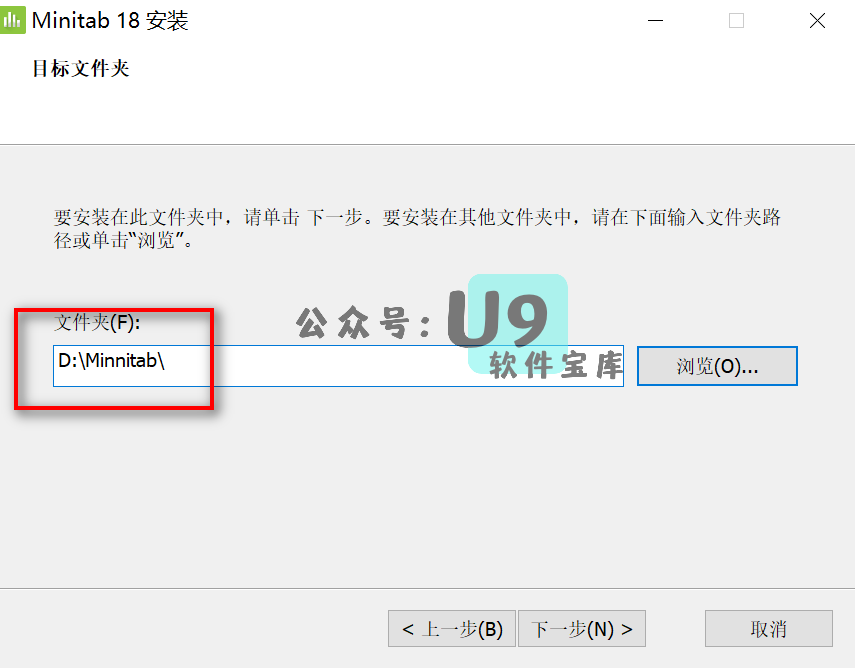 Minitab 18 安装
目标文件夹
要安装在此文件夹中，请单击 下一步。要安装在其他文件夹中，请在下面输入文件夹路
径或单击“浏览”。
文件夹(F):
公众号：U9
软件宝库
D:\Minnitab\
浏览(O)...
< 上一步(B)
下一步(N) >
取消